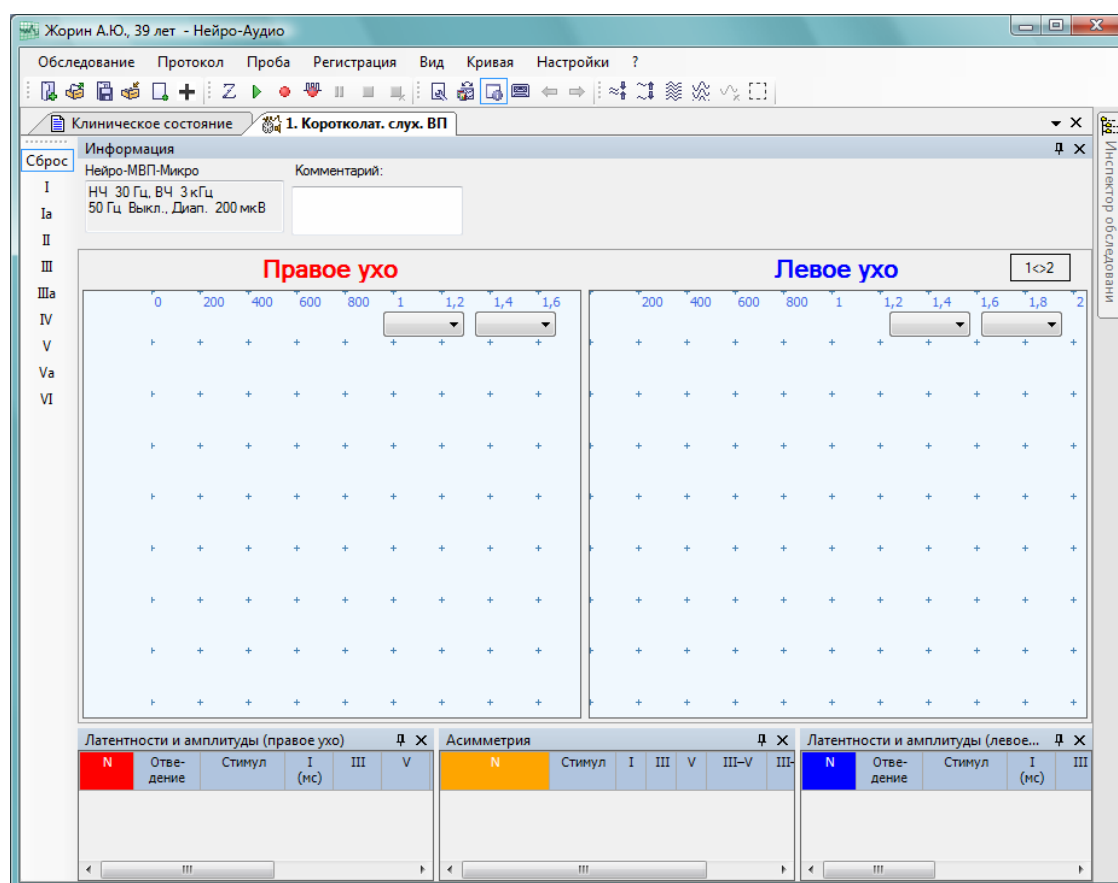 Жорин А.Ю., 39 лет - Нейро-Аудио
Обследование Протокол Проба Регистрация Вид Кривая Настройки ?
Клиническое состояние 1. Коротколат. слух. ВП
Инспектор обследовани
Сброс
I
Ia
II
III
IIIa
IV
V
Va
VI
Информация
Нейро-МВП-Микро Комментарий:
НЧ 30 Гц, ВЧ 3 кГц
50 Гц Выкл., Диап. 200 мкВ
Правое ухо
0 200 400 600 800 1 1,2 1,4 1,6
Левое ухо
1<>2
200 400 600 800 1 1,2 1,4 1,6 1,8 2
Латентности и амплитуды (правое ухо)
N Отве- Стимул I III V
дение (мс)
Асимметрия
N Стимул I III V III–V III-
Латентности и амплитуды (левое...
N Отве- Стимул I III
дение (мс)